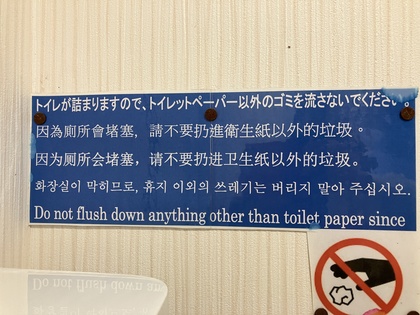 トイレが詰まりますので、トイレットペーパー以外のゴミを流さないでください。
因為厠所會堵塞，請不要扔進衛生紙以外的垃圾。
因为厕所会堵塞，请不要扔进卫生纸以外的垃圾。
화장실이 막히므로, 휴지 이외의 쓰레기는 버리지 말아 주십시오.
Do not flush down anything other than toilet paper since